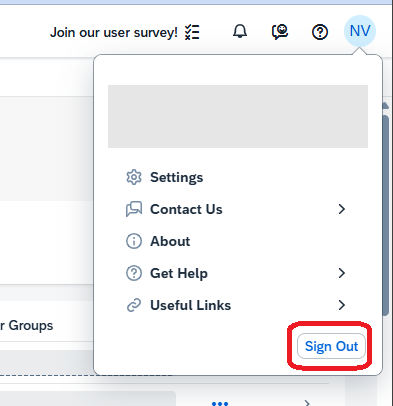 Join our user survey!
NV
Settings
Contact Us
About
Get Help
Useful Links
r Groups
Sign Out